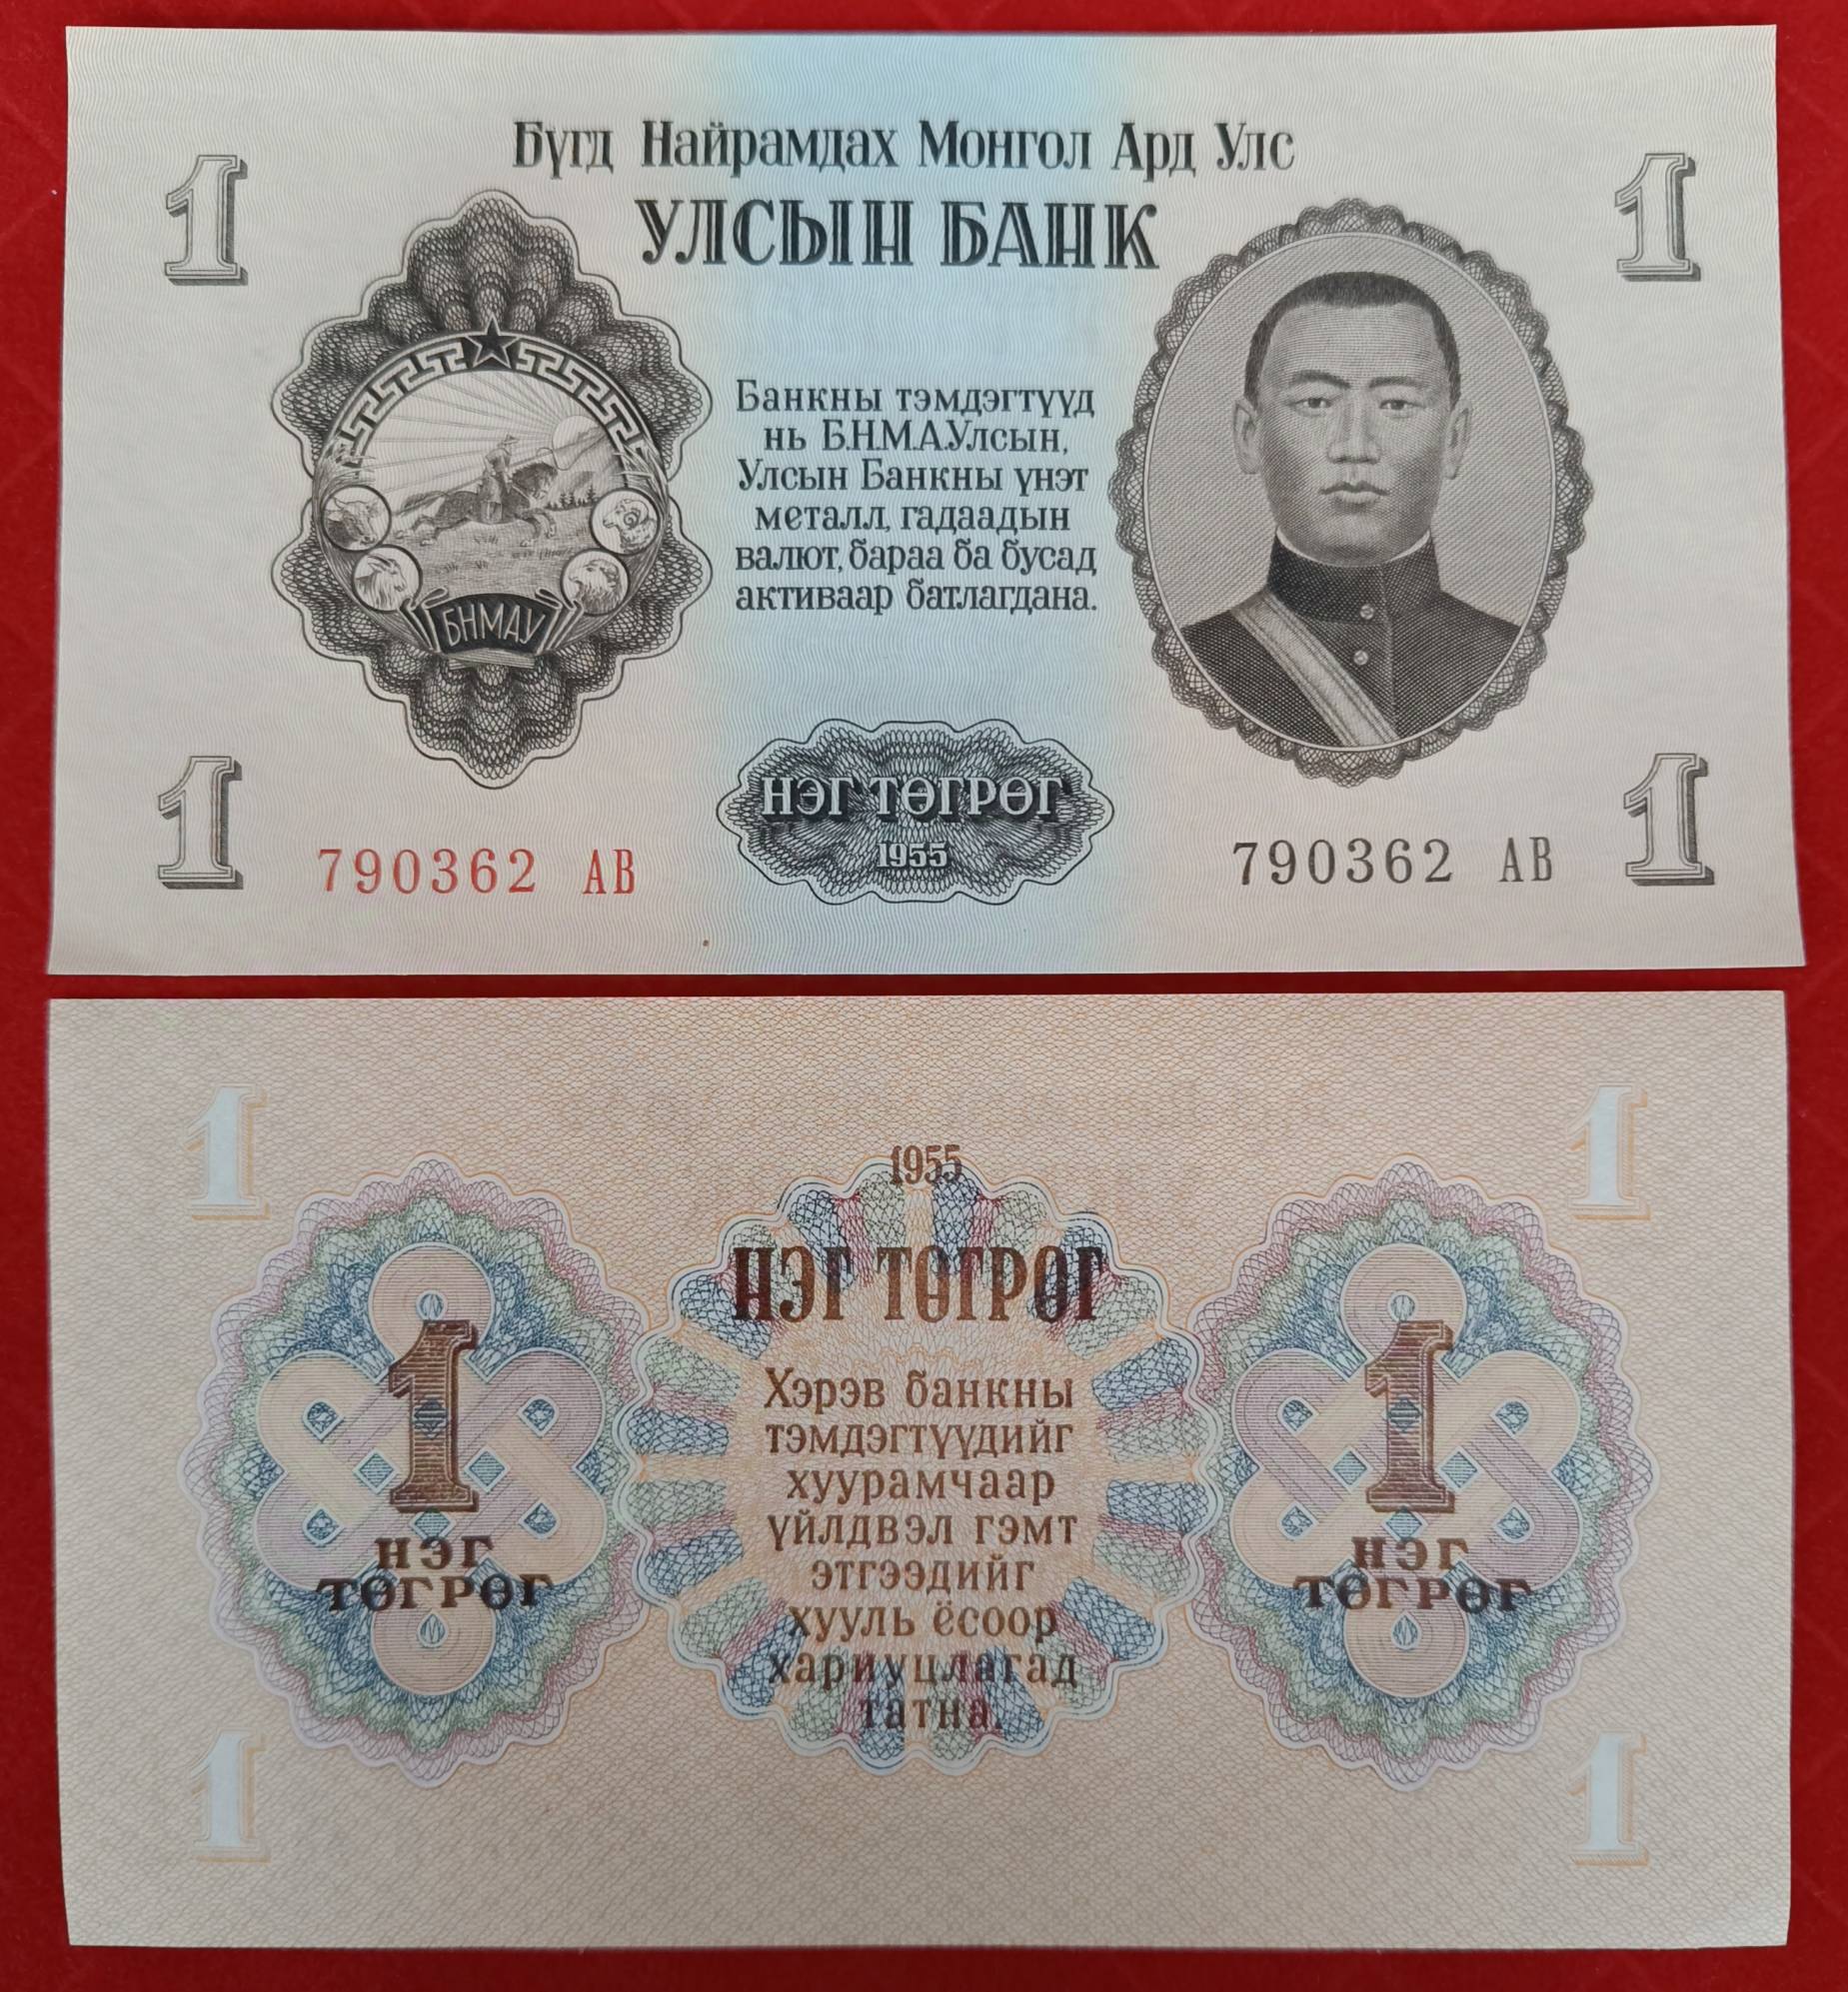 Бүгд Найрамдах Монгол Ард Улс
УЛСЫН БАНК
1
1
Банкны тэмдэгтүүд
нь Б.Н.М.А.Улсын,
Улсын Банкны үнэт
металл, гадаадын
валют, бараа ба бусад
активаар батлагдана.
БНМАУ
НЭГ ТӨГРӨГ
1955
1
1
790362 АВ
790362 АВ
1
1
1955
НЭГ ТӨГРӨГ
Хэрэв банкны
тэмдэгтүүдийг
хуурамчаар
үйлдвэл гэмт
этгээдийг
хууль ёсоор
хариуцлагад
татна.
1
НЭГ
ТӨГРӨГ
1
НЭГ
ТӨГРӨГ
1
1